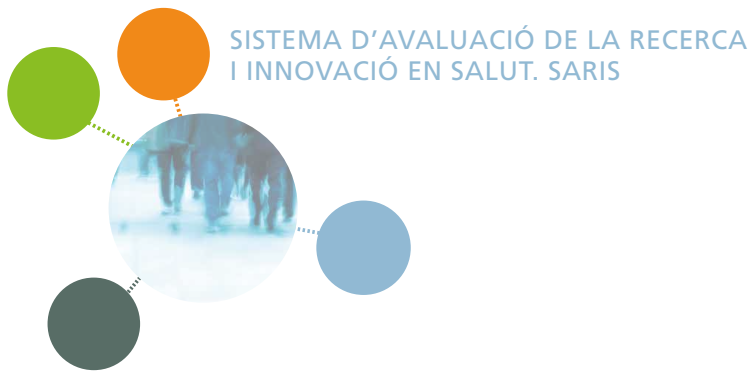 SISTEMA D’AVALUACIÓ DE LA RECERCA
I INNOVACIÓ EN SALUT. SARIS